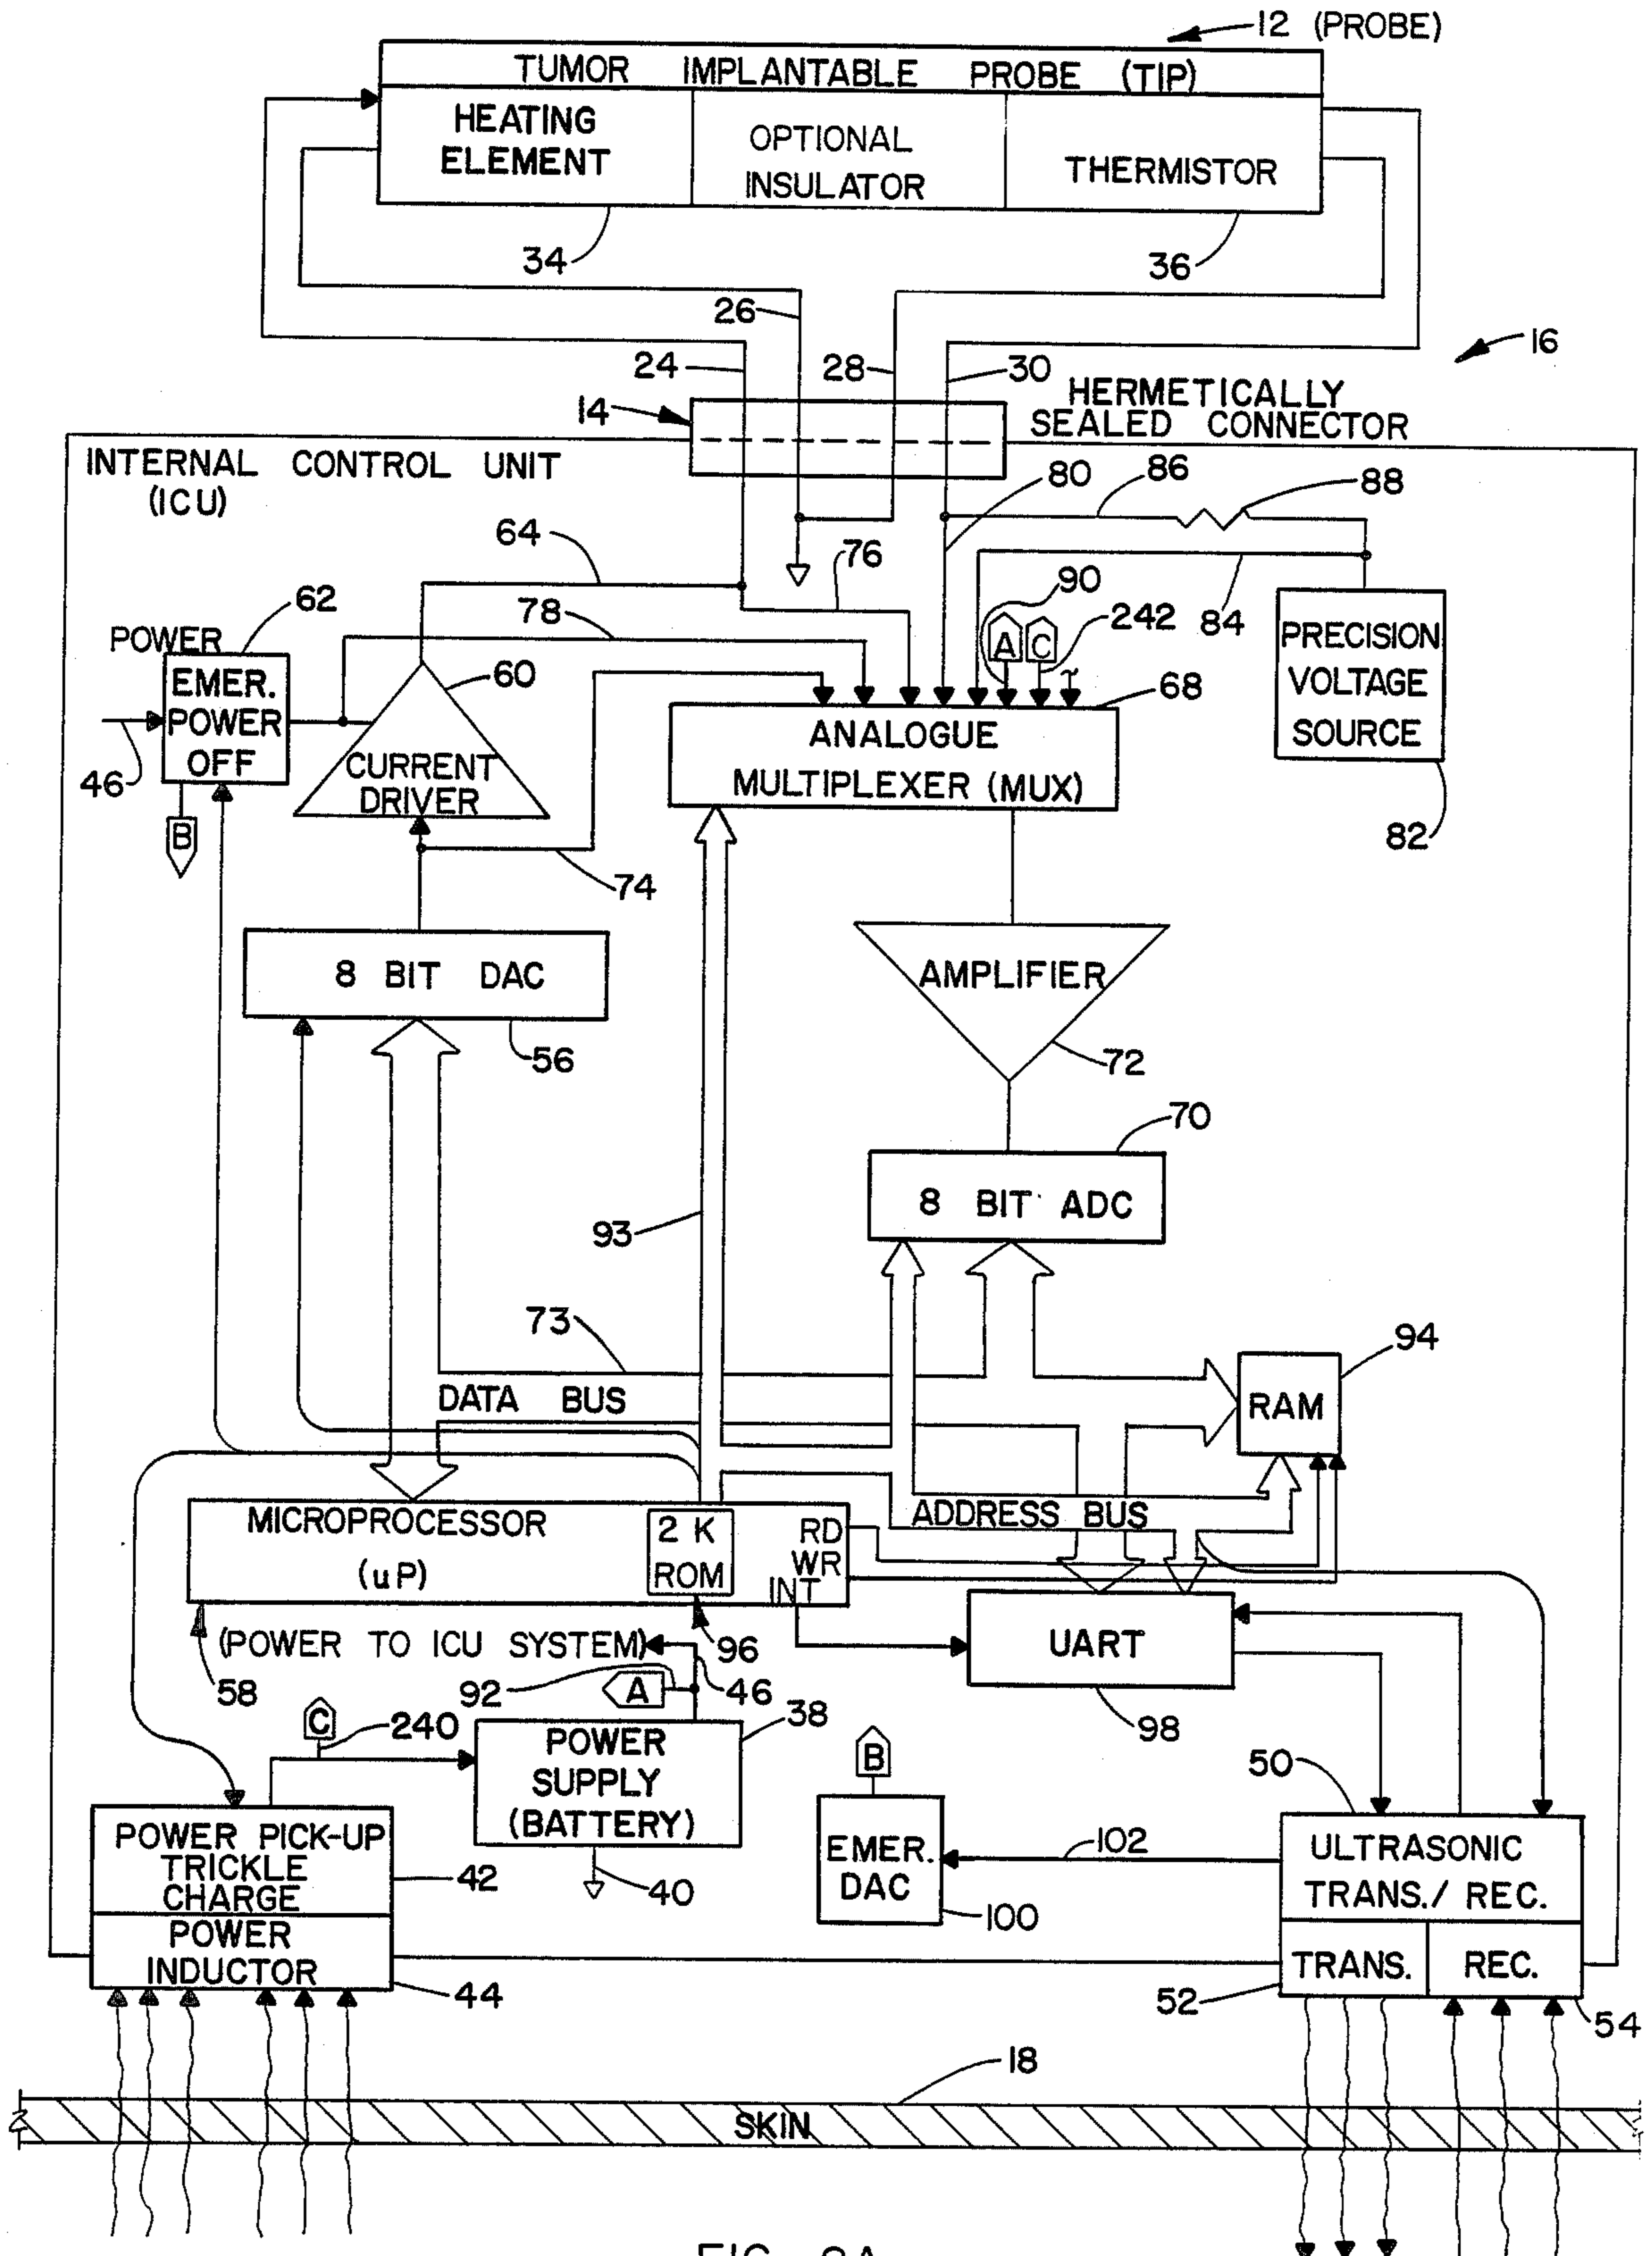 12 (PROBE)
TUMOR IMPLANTABLE PROBE (TIP)
HEATING
ELEMENT
OPTIONAL
INSULATOR
THERMISTOR
34
36
26
24
28
30
16
14
HERMETICALLY
SEALED CONNECTOR
INTERNAL CONTROL UNIT
(ICU)
80
86
88
64
76
90
62
78
A
C
242
84
POWER
EMER.
POWER
OFF
60
68
PRECISION
VOLTAGE
SOURCE
46
CURRENT
DRIVER
ANALOGUE
MULTIPLEXER (MUX)
B
82
74
8 BIT DAC
AMPLIFIER
56
72
70
8 BIT ADC
93
73
94
DATA BUS
RAM
MICROPROCESSOR
(uP)
2 K
ROM
RD
WR
INT
ADDRESS BUS
(POWER TO ICU SYSTEM)
96
UART
58
92
A
46
38
98
C
240
POWER
SUPPLY
(BATTERY)
B
50
POWER PICK-UP
TRICKLE
CHARGE
42
40
EMER.
DAC
102
100
ULTRASONIC
TRANS./ REC.
POWER
INDUCTOR
44
TRANS.
REC.
52
54
18
SKIN
FIG. 2A